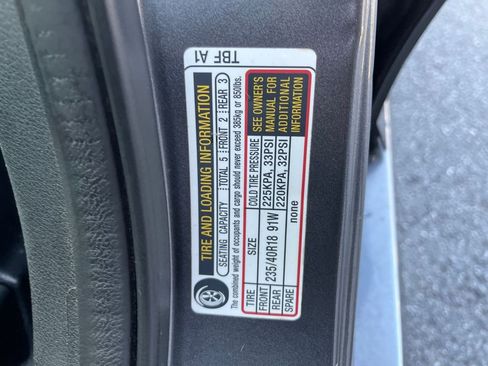 TBF A1
TIRE AND LOADING INFORMATION
SEATING CAPACITY TOTAL 5 FRONT 2 REAR 3
The combined weight of occupants and cargo should never exceed 385kg or 850lbs.
TIRE SIZE COLD TIRE PRESSURE
FRONT 235/40R18 91W 225KPA, 33PSI
REAR 220KPA, 32PSI
SPARE none
SEE OWNER'S
MANUAL FOR
ADDITIONAL
INFORMATION